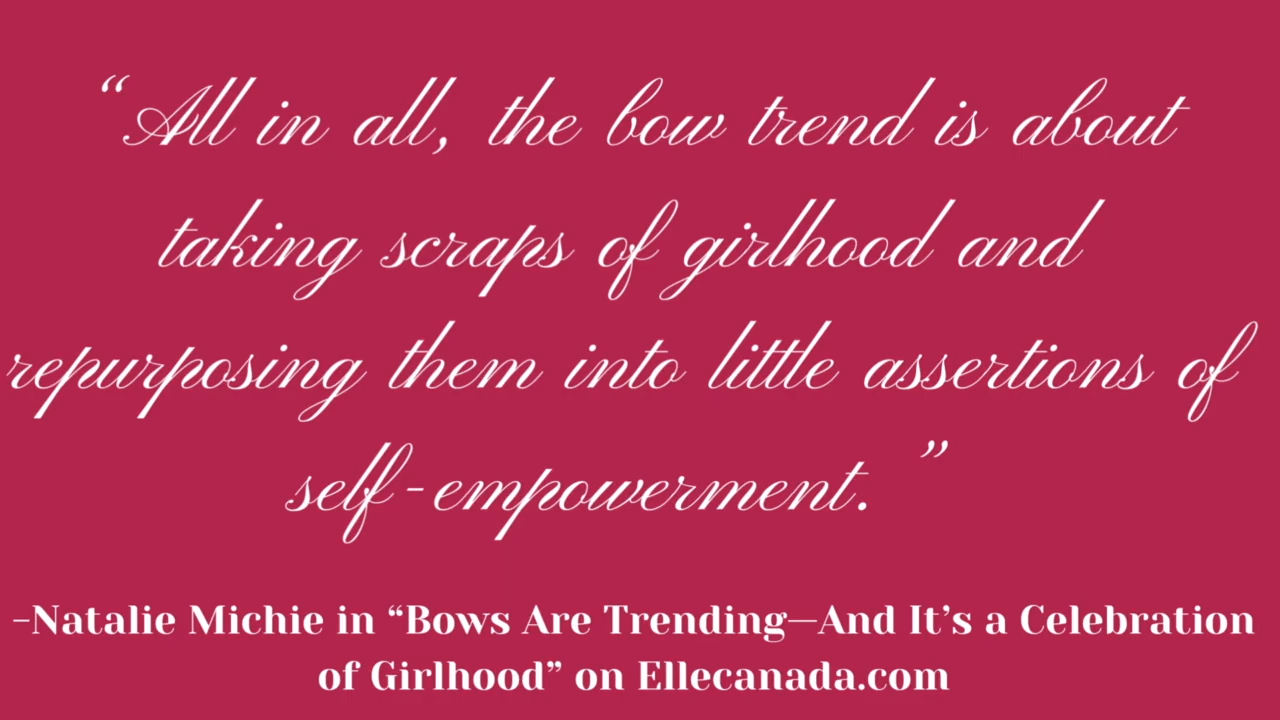 “All in all, the bow trend is about
taking scraps of girlhood and
repurposing them into little assertions of
self-empowerment.”
-Natalie Michie in “Bows Are Trending—And It’s a Celebration
of Girlhood” on Ellecanada.com